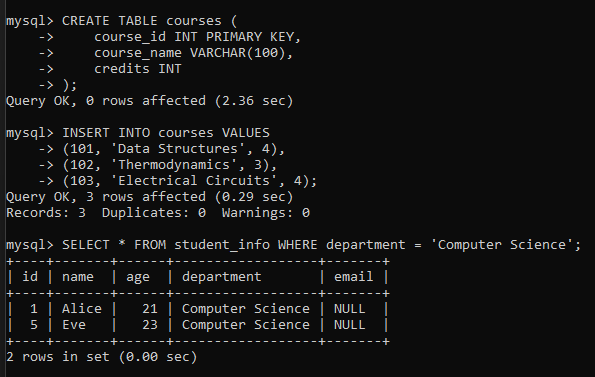 mysql> CREATE TABLE courses (
    ->     course_id INT PRIMARY KEY,
    ->     course_name VARCHAR(100),
    ->     credits INT
    -> );
Query OK, 0 rows affected (2.36 sec)

mysql> INSERT INTO courses VALUES
    -> (101, 'Data Structures', 4),
    -> (102, 'Thermodynamics', 3),
    -> (103, 'Electrical Circuits', 4);
Query OK, 3 rows affected (0.29 sec)
Records: 3  Duplicates: 0  Warnings: 0

mysql> SELECT * FROM student_info WHERE department = 'Computer Science';
+----+-------+------+------------------+-------+
| id | name  | age  | department       | email |
+----+-------+------+------------------+-------+
|  1 | Alice |   21 | Computer Science | NULL  |
|  5 | Eve   |   23 | Computer Science | NULL  |
+----+-------+------+------------------+-------+
2 rows in set (0.00 sec)